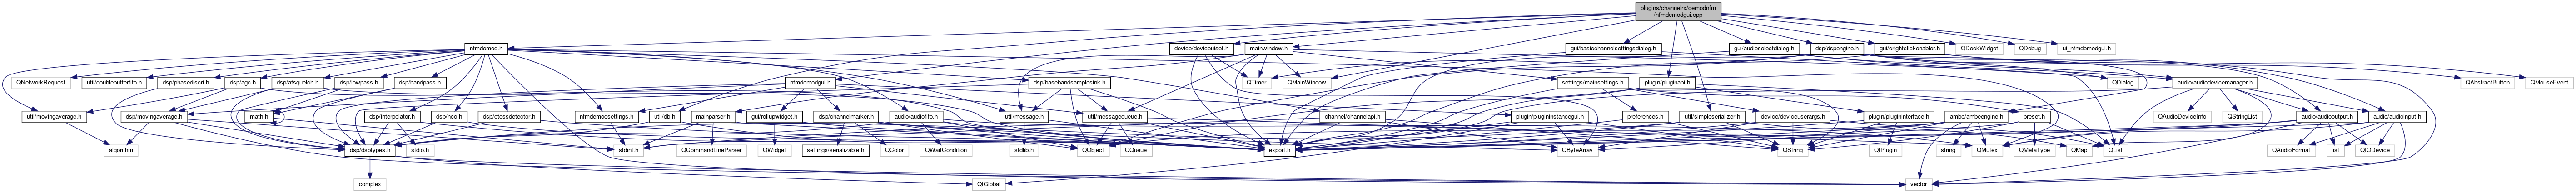 plugins/channelrx/demodnfm
/nfmdemodgui.cpp
nfmdemod.h
device/deviceuiset.h
mainwindow.h
gui/basicchannelsettingsdialog.h
gui/audioselectdialog.h
dsp/dspengine.h
gui/crightclickenabler.h
QDockWidget
QDebug
ui_nfmdemodgui.h
QNetworkRequest
util/doublebufferfifo.h
dsp/phasediscri.h
dsp/agc.h
dsp/afsquelch.h
dsp/lowpass.h
dsp/bandpass.h
nfmdemodgui.h
dsp/basebandsamplesink.h
QTimer
QMainWindow
settings/mainsettings.h
plugin/pluginapi.h
QDialog
audio/audiodevicemanager.h
QAbstractButton
QMouseEvent
util/movingaverage.h
dsp/movingaverage.h
math.h
dsp/interpolator.h
dsp/nco.h
dsp/ctcssdetector.h
nfmdemodsettings.h
util/db.h
mainparser.h
gui/rollupwidget.h
dsp/channelmarker.h
audio/audiofifo.h
util/message.h
util/messagequeue.h
plugin/plugininstancegui.h
channel/channelapi.h
preferences.h
device/deviceuserargs.h
util/simpleserializer.h
plugin/plugininterface.h
ambe/ambeengine.h
preset.h
QAudioDeviceInfo
QStringList
audio/audiooutput.h
audio/audioinput.h
algorithm
dsp/dsptypes.h
stdio.h
stdint.h
QCommandLineParser
QWidget
settings/serializable.h
QColor
QWaitCondition
stdlib.h
QObject
QQueue
export.h
QByteArray
QString
QtPlugin
string
QMutex
QMetaType
QMap
QList
QAudioFormat
list
QIODevice
complex
QtGlobal
vector